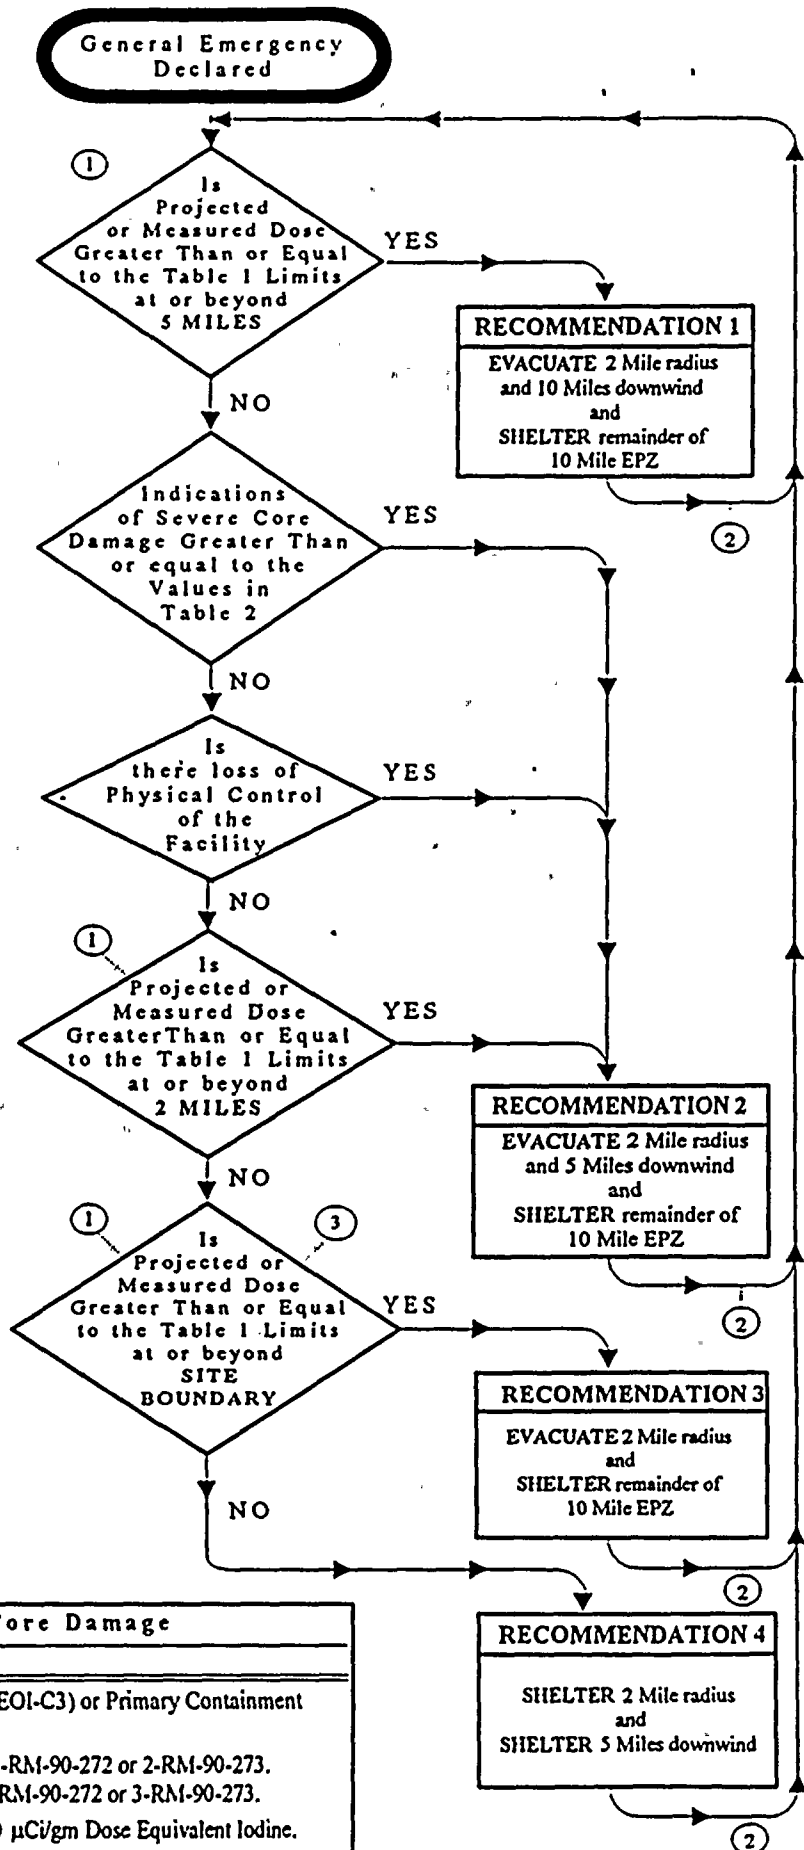 General Emergency
Declared
1
Is
Projected
or Measured Dose
Greater Than or Equal
to the Table 1 Limits
at or beyond
5 MILES
YES
RECOMMENDATION 1
EVACUATE 2 Mile radius
and 10 Miles downwind
and
SHELTER remainder of
10 Mile EPZ
2
NO
Indications
of Severe Core
Damage Greater Than
or equal to the
Values in
Table 2
YES
NO
Is
there loss of
Physical Control
of the
Facility
YES
NO
1
Is
Projected or
Measured Dose
GreaterThan or Equal
to the Table 1 Limits
at or beyond
2 MILES
YES
RECOMMENDATION 2
EVACUATE 2 Mile radius
and 5 Miles downwind
and
SHELTER remainder of
10 Mile EPZ
2
NO
1
3
Is
Projected or
Measured Dose
Greater Than or Equal
to the Table 1 Limits
at or beyond
SITE
BOUNDARY
YES
RECOMMENDATION 3
EVACUATE 2 Mile radius
and
SHELTER remainder of
10 Mile EPZ
2
NO
RECOMMENDATION 4
SHELTER 2 Mile radius
and
SHELTER 5 Miles downwind
2
ore Damage
EOI-C3) or Primary Containment
-RM-90-272 or 2-RM-90-273.
RM-90-272 or 3-RM-90-273.
µCi/gm Dose Equivalent Iodine.